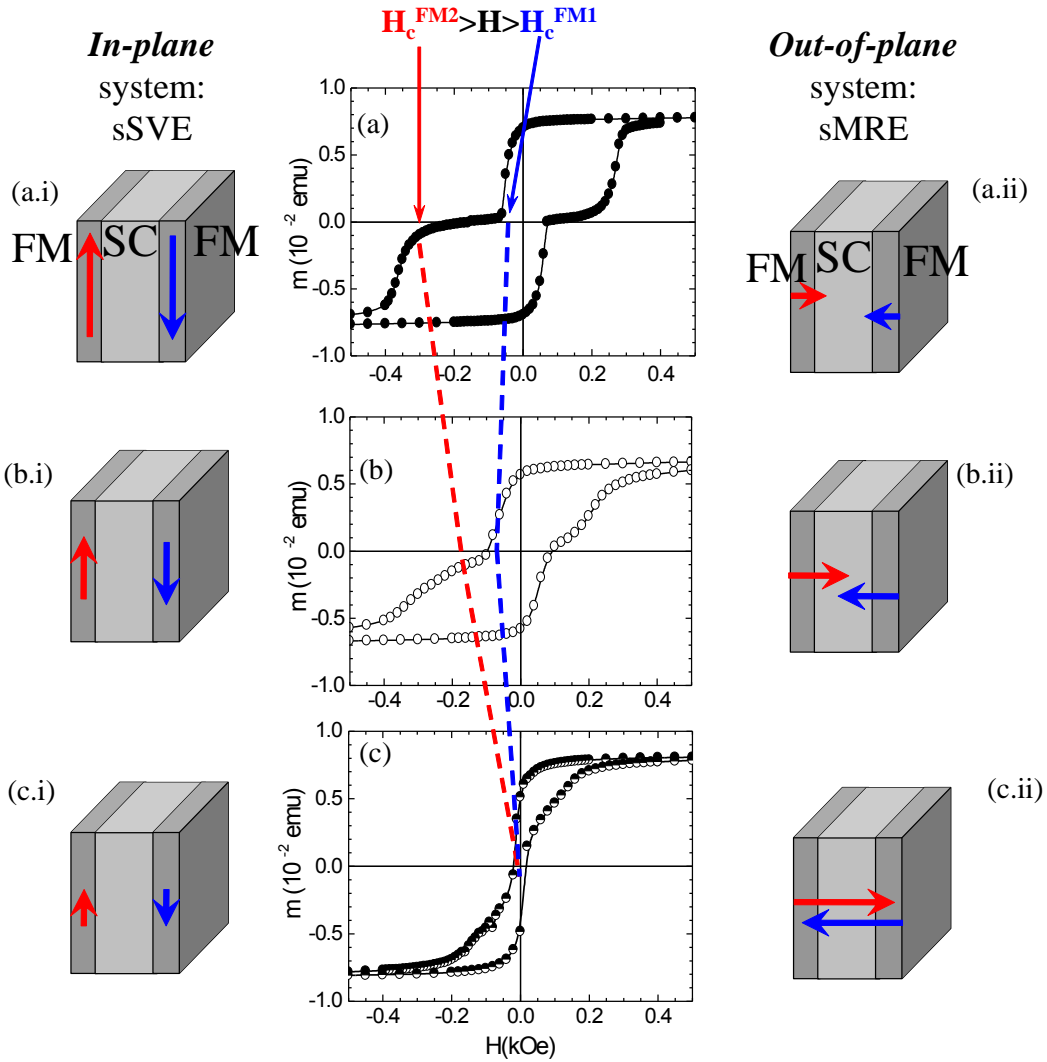 H_c^FM2>H>H_c^FM1
In-plane
system:
sSVE
Out-of-plane
system:
sMRE
(a.i)
FM SC FM
(a)
1.0
0.5
0.0
-0.5
-1.0
m (10^-2 emu)
-0.4 -0.2 0.0 0.2 0.4
(a.ii)
FM SC FM
(b.i)
(b)
1.0
0.5
0.0
-0.5
-1.0
m (10^-2 emu)
-0.4 -0.2 0.0 0.2 0.4
(b.ii)
(c.i)
(c)
1.0
0.5
0.0
-0.5
-1.0
m (10^-2 emu)
-0.4 -0.2 0.0 0.2 0.4
H(kOe)
(c.ii)